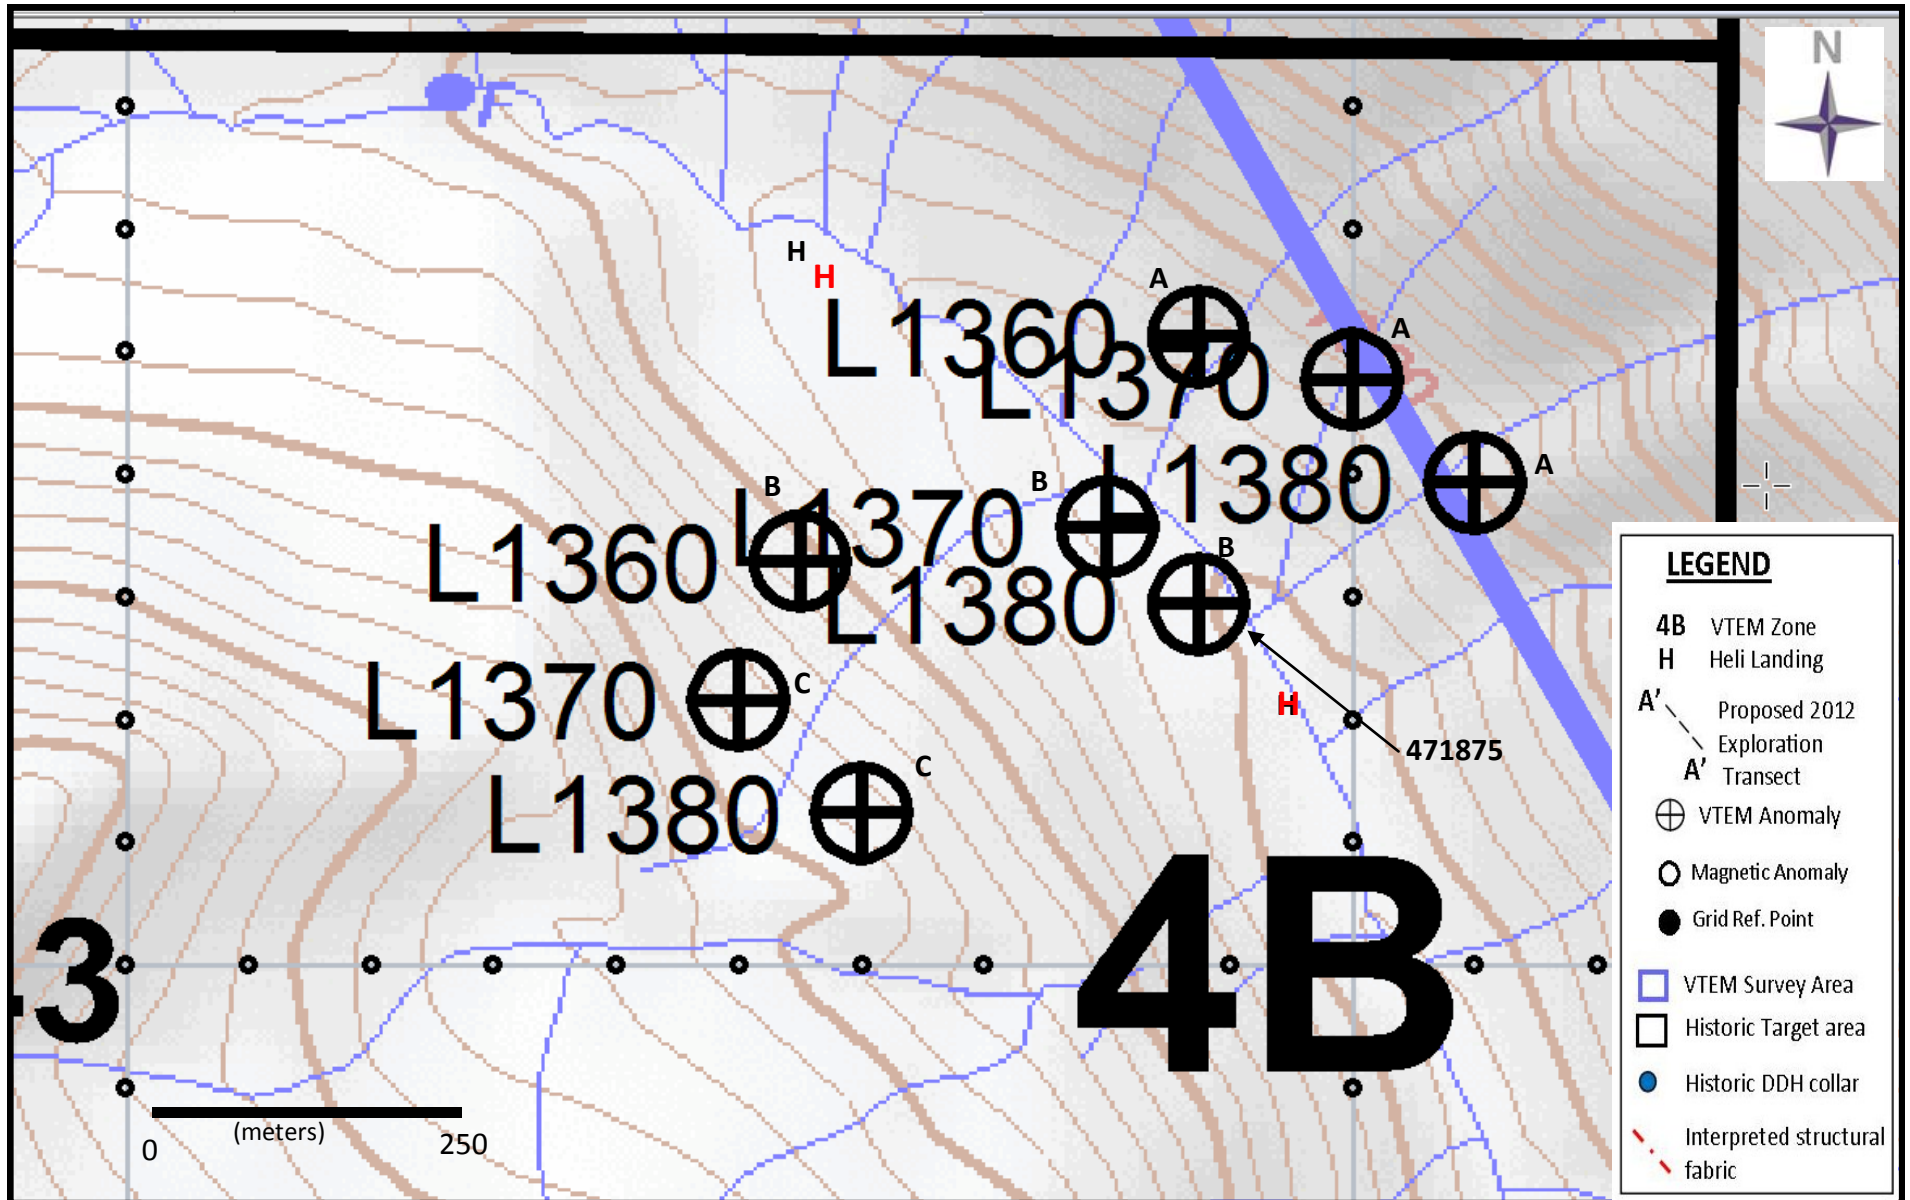 N
H
H
A
L1360
A
L1370
A
L1380
B
L1370
B
L1360
B
L1380
C
L1370
471875
H
C
L1380
4B
3
0
(meters)
250
LEGEND
4B VTEM Zone
H Heli Landing
A'
Proposed 2012
Exploration
A' Transect
VTEM Anomaly
Magnetic Anomaly
Grid Ref. Point
VTEM Survey Area
Historic Target area
Historic DDH collar
Interpreted structural
fabric